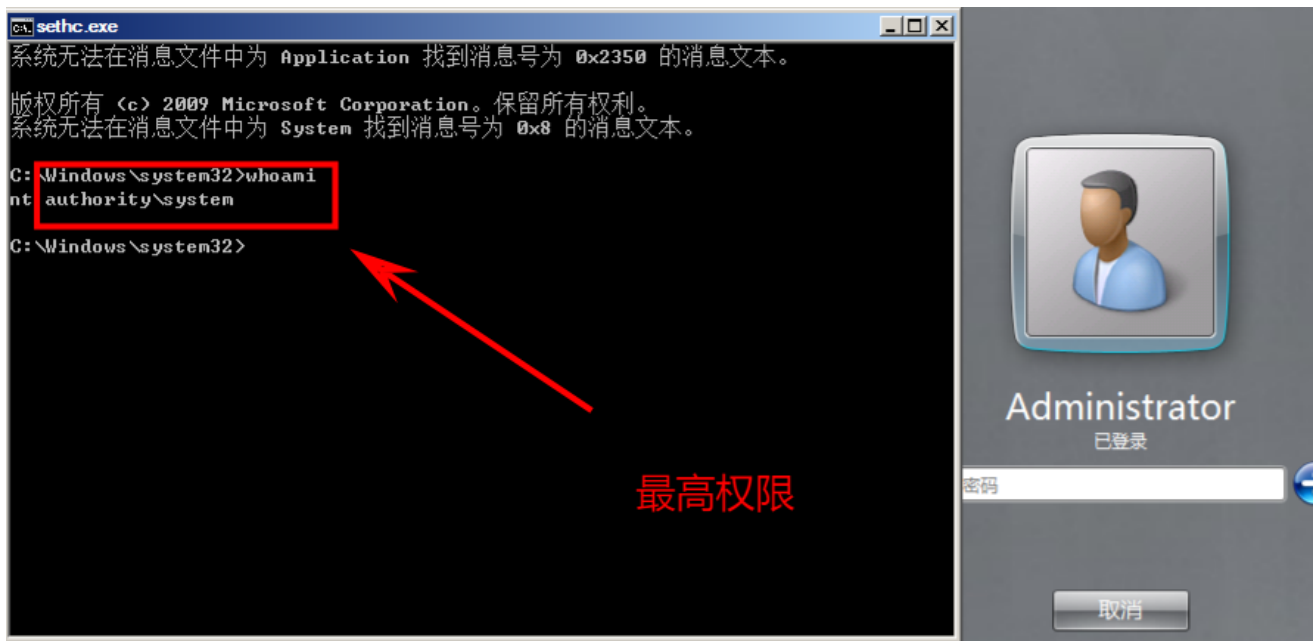 sethc.exe
系统无法在消息文件中为 Application 找到消息号为 0x2350 的消息文本。
版权所有 (c) 2009 Microsoft Corporation。保留所有权利。
系统无法在消息文件中为 System 找到消息号为 0x8 的消息文本。
C:\Windows\system32>whoami
nt authority\system
C:\Windows\system32>
最高权限
Administrator
已登录
密码
取消